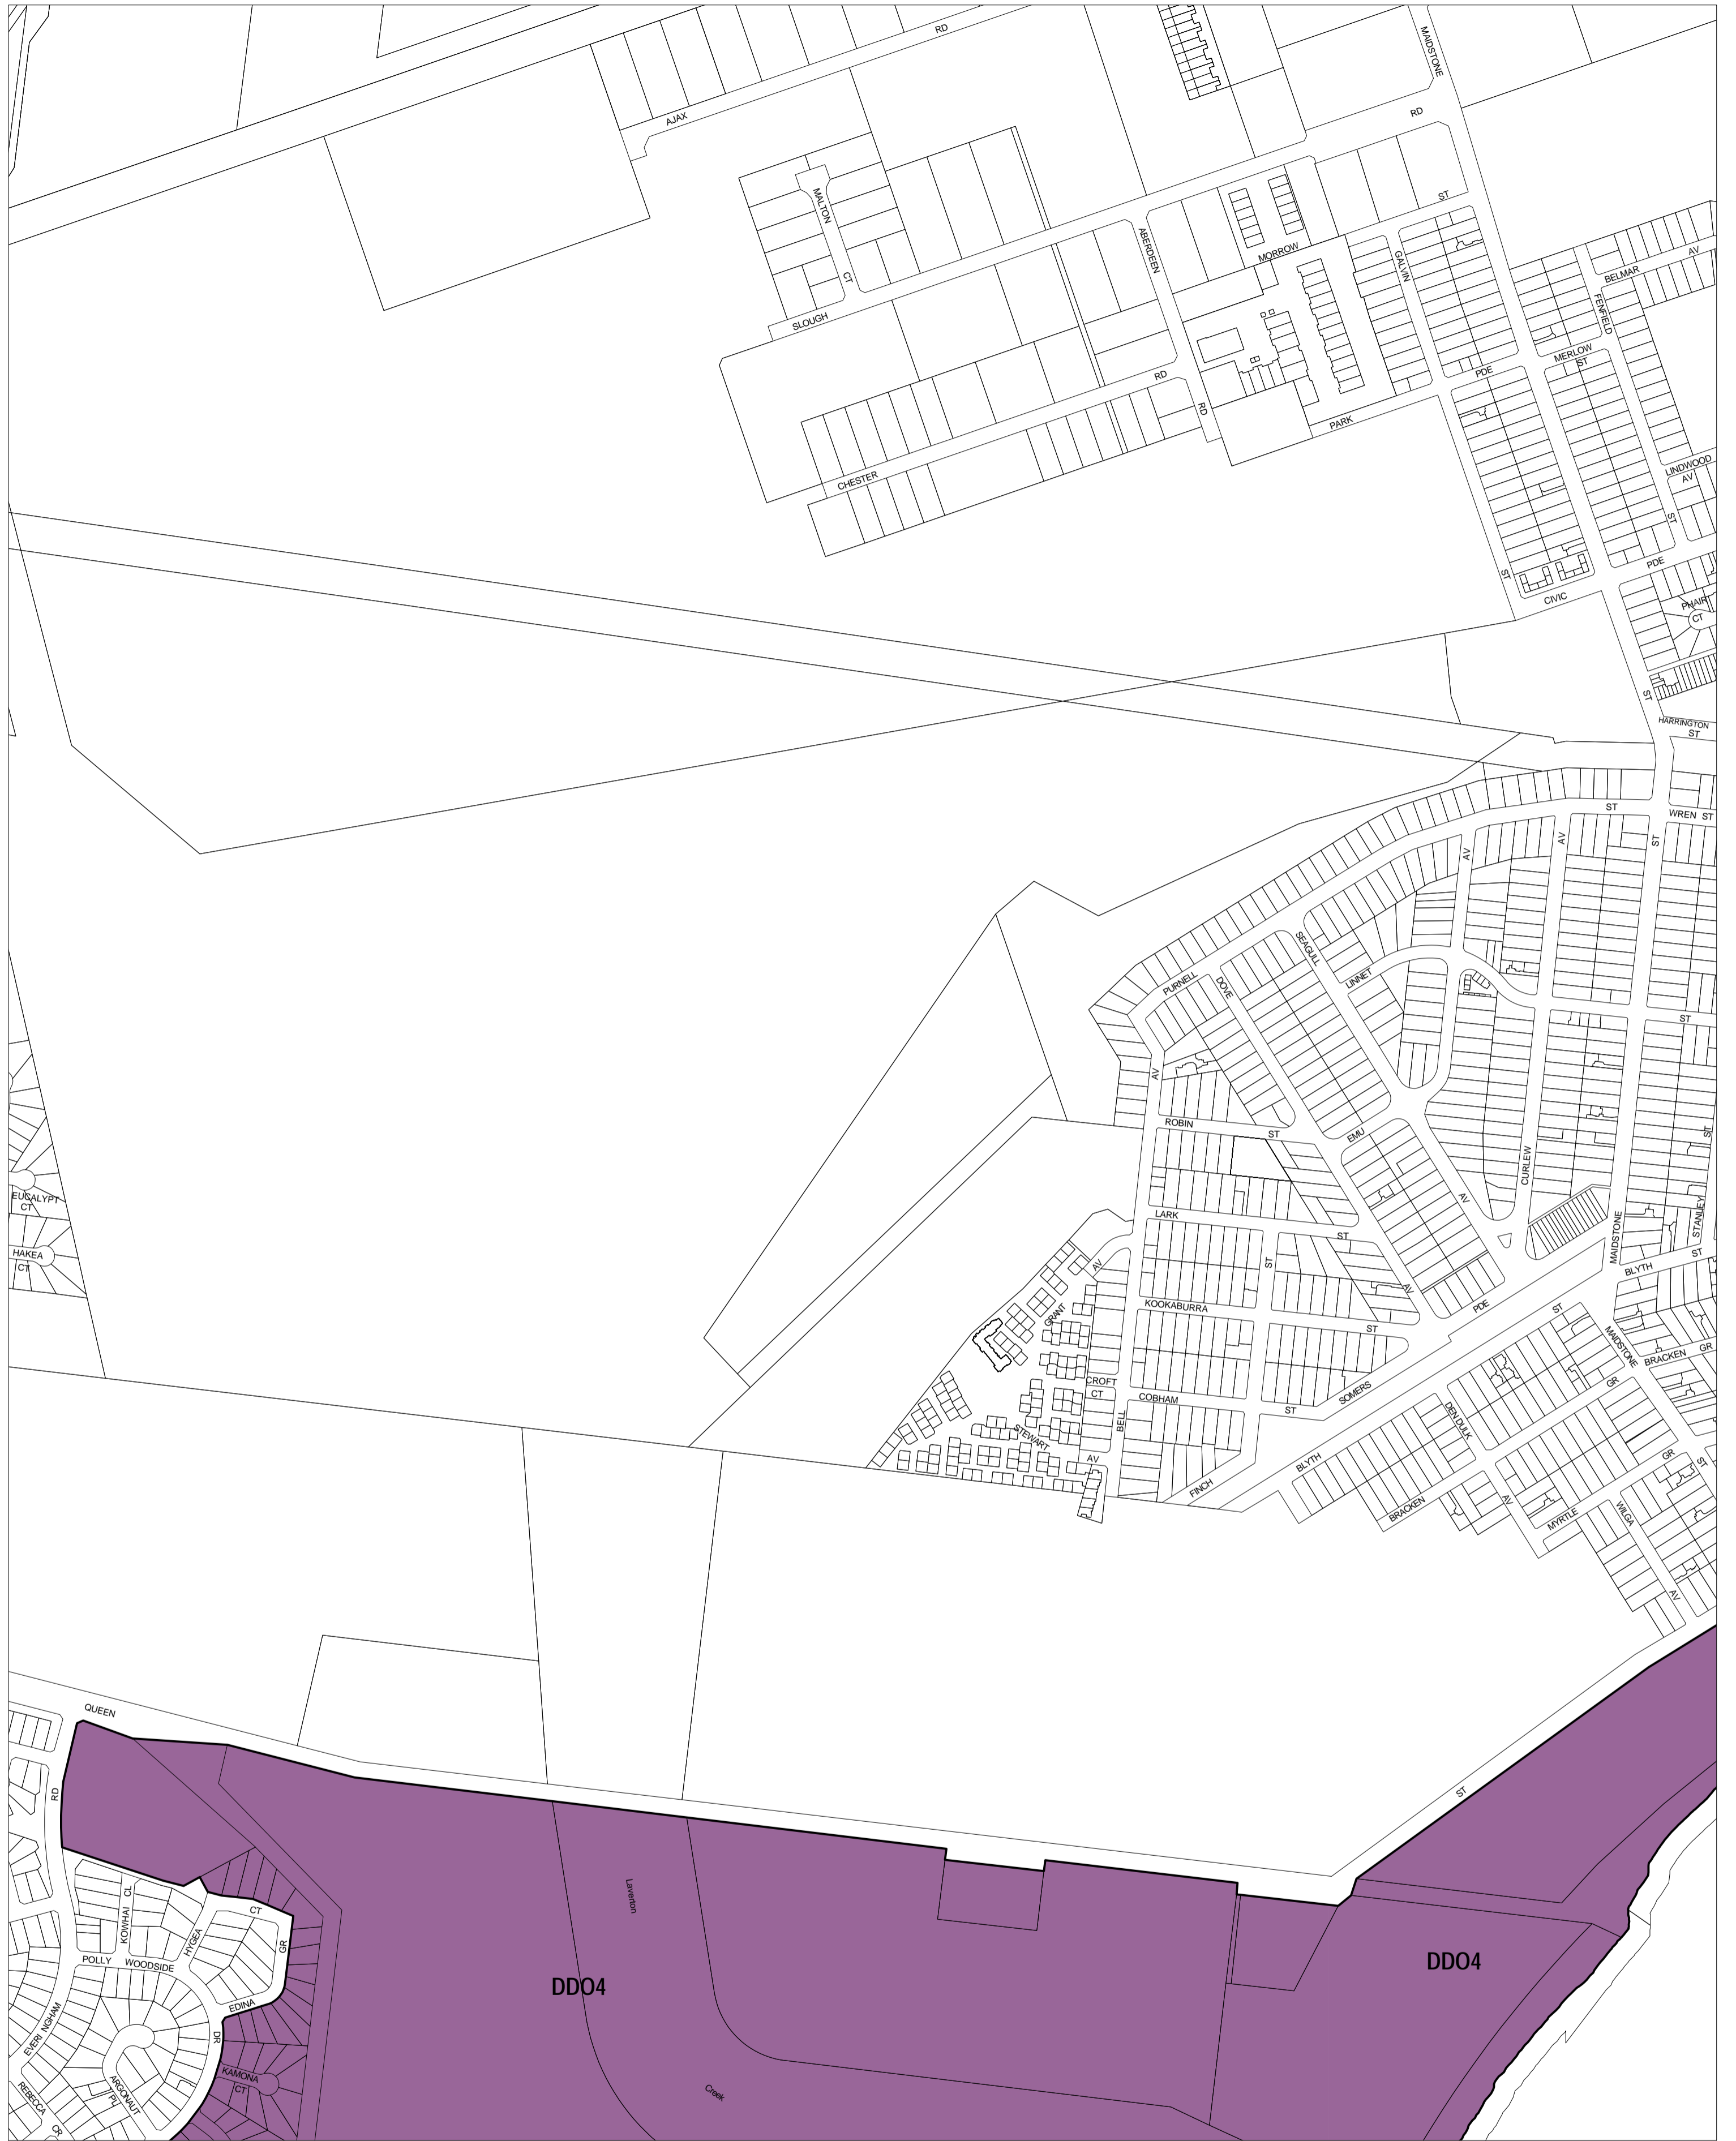 RD
MAIDSTONE
AJAX
RD
MALTON
CT
ST
ABERDEEN
MORROW
GALVIN
BELMAR
AV
FENFIELD
SLOUGH
MERLOW
ST
PDE
RD
RD
PARK
CHESTER
LINDWOOD
AV
ST
ST
PDE
CIVIC
PHAIR
CT
ST
HARRINGTON
ST
ST
WREN ST
AV
AV
ST
SEAGULL
LINNET
PURNELL
DOVE
ST
AV
ROBIN
ST
EMU
ST
CURLEW
EUCALYPT
CT
HAKEA
CT
LARK
ST
AV
STANLEY
MAIDSTONE
ST
BLYTH
AV
ST
AV
GRANT
KOOKABURRA
ST
PDE
ST
MAIDSTONE
BRACKEN
GR
CROFT
CT
COBHAM
ST
SOMERS
GR
DEN DULK
BELL
STEWART
AV
FINCH
BLYTH
BRACKEN
AV
MYRTLE
GR
ST
WILGA
AV
QUEEN
RD
ST
Laverton
KOWHAI CL
HYGEA
CT
GR
POLLY WOODSIDE
EDINA
DDO4
DDO4
EVERINGHAM
DR
KAMONA
CT
ARGONAUT
PL
REBECCA
CR
Creek